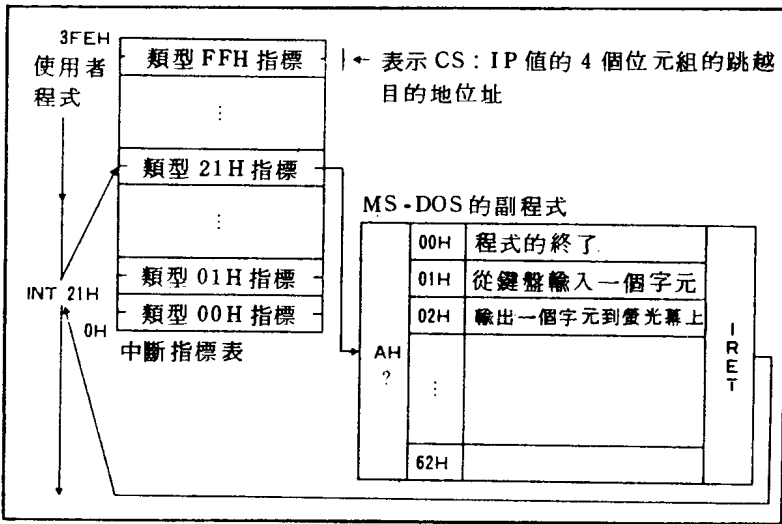 3FEH
使用者
程式
類型 FFH 指標
← 表示 CS : IP 值的 4 個位元組的跳越
目的地位址
⋮
類型 21H 指標
⋮
類型 01H 指標
類型 00H 指標
INT 21H
0H
中斷指標表
MS-DOS 的副程式
AH
?
00H 程式的終了
01H 從鍵盤輸入一個字元
02H 輸出一個字元到螢光幕上
⋮
62H
IRET